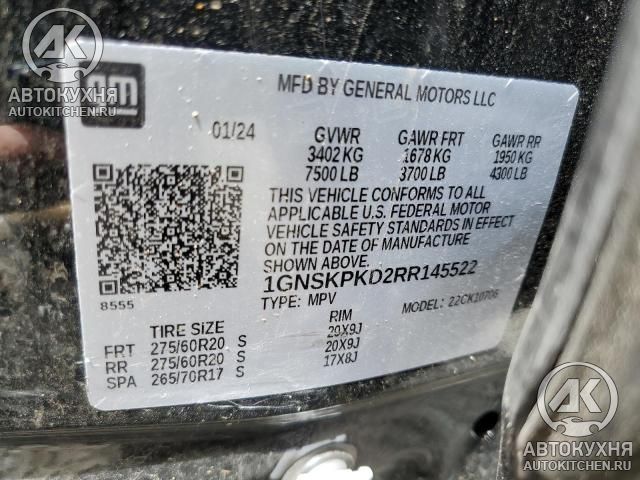 АК
АВТОКУХНЯ
AUTOKITCHEN.RU
GM
MFD BY GENERAL MOTORS LLC
01/24 GVWR GAWR FRT GAWR RR
3402 KG 1678 KG 1950 KG
7500 LB 3700 LB 4300 LB
THIS VEHICLE CONFORMS TO ALL
APPLICABLE U.S. FEDERAL MOTOR
VEHICLE SAFETY STANDARDS IN EFFECT
ON THE DATE OF MANUFACTURE
SHOWN ABOVE.
1GNSKPKD2RR145522
TYPE: MPV MODEL: 22CK10706
8555
TIRE SIZE RIM
FRT 275/60R20 S 20X9J
RR 275/60R20 S 20X9J
SPA 265/70R17 S 17X8J
АК
АВТОКУХНЯ
AUTOKITCHEN.RU